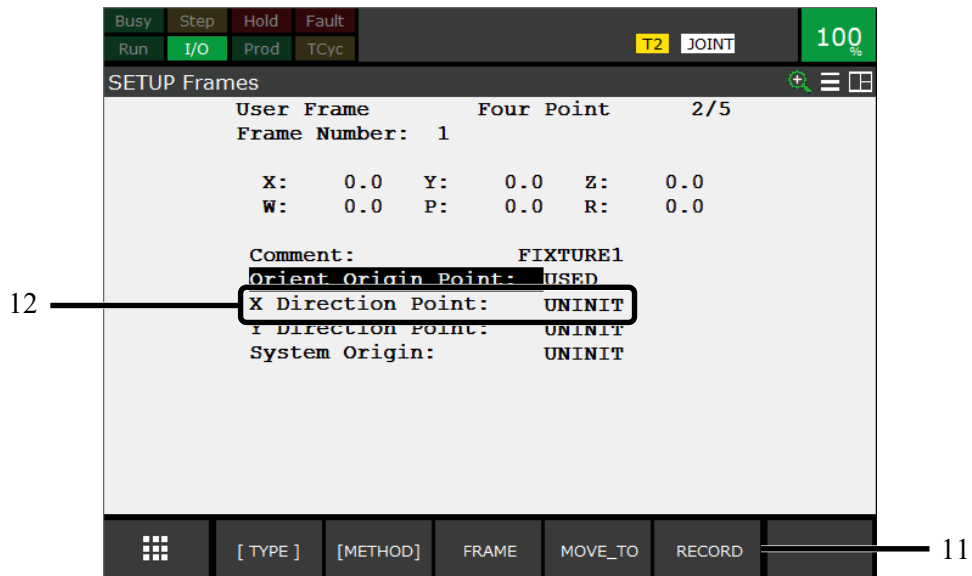 Busy Step Hold Fault
Run I/O Prod TCyc T2 JOINT 100 %
SETUP Frames
User Frame Four Point 2/5
Frame Number: 1
X: 0.0 Y: 0.0 Z: 0.0
W: 0.0 P: 0.0 R: 0.0
Comment: FIXTURE1
Orient Origin Point: USED
12 X Direction Point: UNINIT
Y Direction Point: UNINIT
System Origin: UNINIT
[ TYPE ] [METHOD] FRAME MOVE_TO RECORD 11